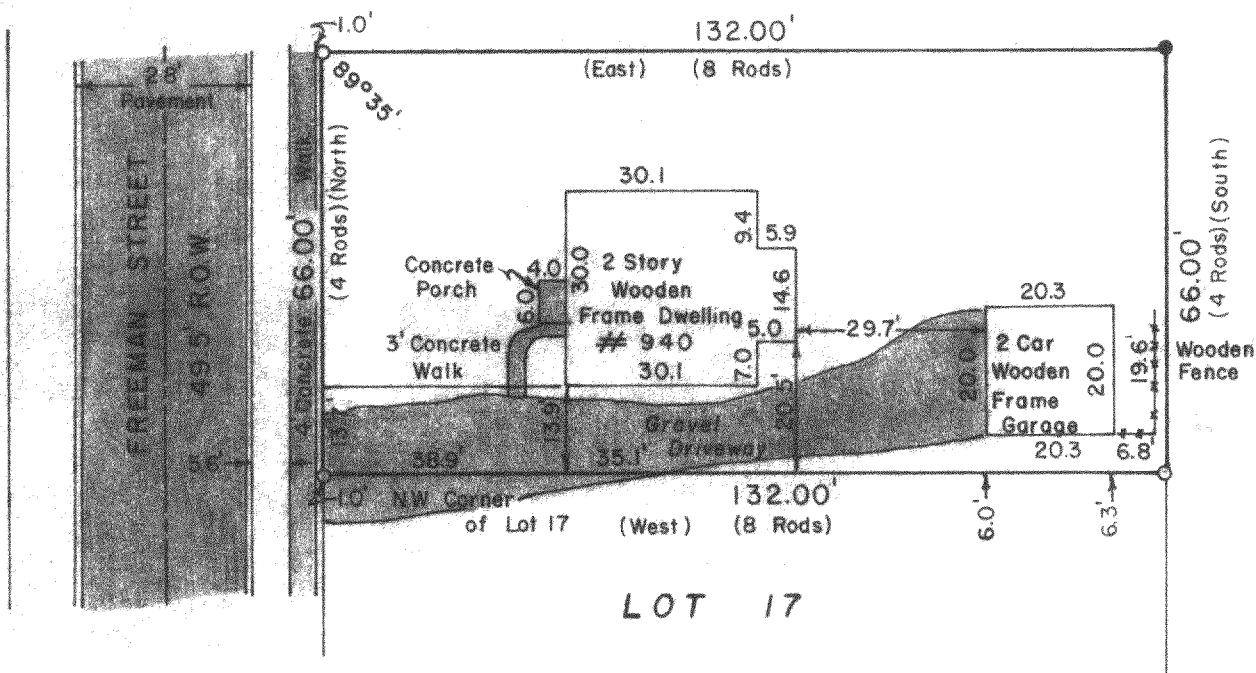 1.0'
132.00'
(East) (8 Rods)
28'
Pavement
89°35'
FREEMAN STREET
49.5 R.O.W.
Walk
4' Concrete
66.00'
(4 Rods) (North)
30.1
9.4
5.9
Concrete
Porch
4.0
6.0
30.0
2 Story
Wooden
Frame Dwelling
# 940
14.6
5.0
29.7'
3' Concrete
Walk
30.1
7.0
20.3
2 Car
Wooden
Frame
Garage
20.0
20.0
19.6'
Wooden
Fence
66.00'
(4 Rods) (South)
13.9'
Gravel
Driveway
20.5'
20.3
6.8'
38.9'
35.1'
1.0'
N.W. Corner
of Lot 17
132.00'
(West) (8 Rods)
6.0'
6.3'
LOT 17